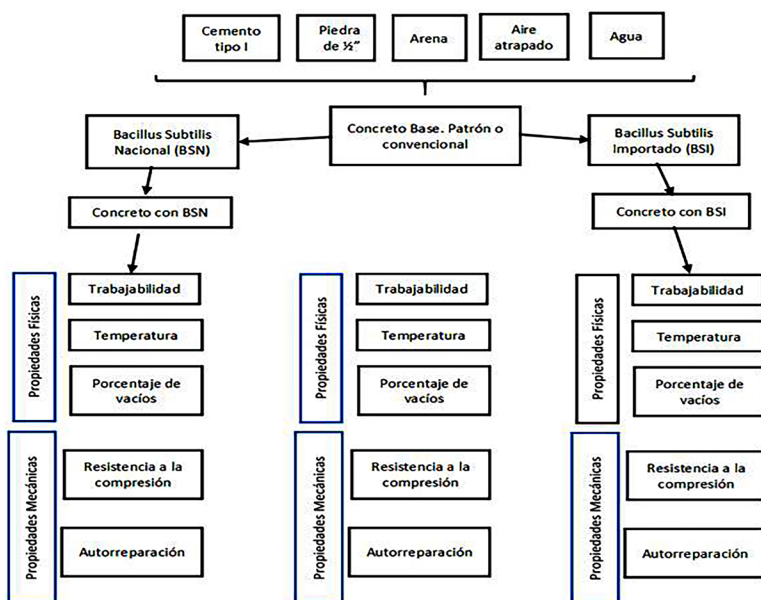 Cemento
tipo I
Piedra
de ½”
Arena
Aire
atrapado
Agua
Bacillus Subtilis
Nacional (BSN)
Concreto Base. Patrón o
convencional
Bacillus Subtilis
Importado (BSI)
Concreto con BSN
Concreto con BSI
Propiedades Físicas
Trabajabilidad
Temperatura
Porcentaje de
vacíos
Propiedades Mecánicas
Resistencia a la
compresión
Autorreparación
Propiedades Físicas
Trabajabilidad
Temperatura
Porcentaje de
vacíos
Propiedades Mecánicas
Resistencia a la
compresión
Autorreparación
Propiedades Físicas
Trabajabilidad
Temperatura
Porcentaje de
vacíos
Propiedades Mecánicas
Resistencia a la
compresión
Autorreparación